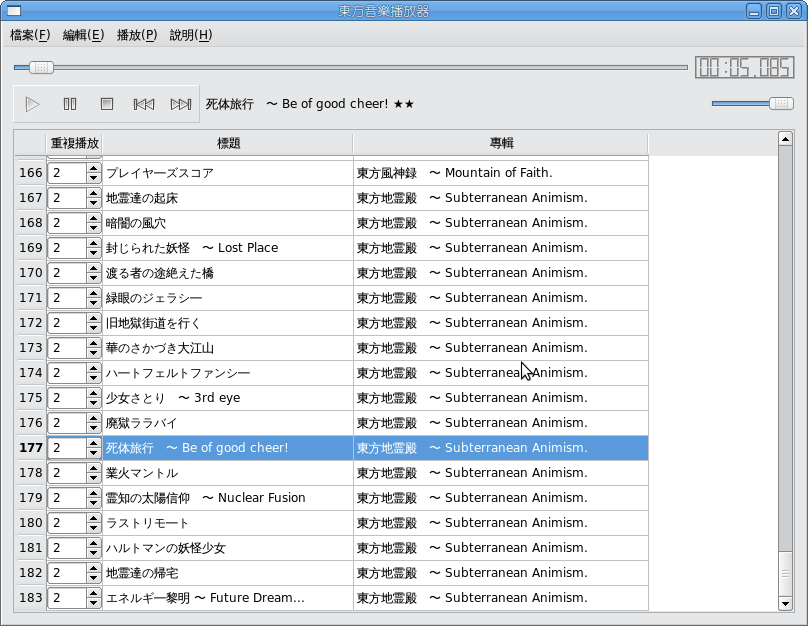 東方音樂播放器
檔案(F) 編輯(E) 播放(P) 說明(H)
00:05.085
死体旅行　～ Be of good cheer! ★★
重複播放 標題 專輯
166 2 プレイヤーズスコア 東方風神録　～ Mountain of Faith.
167 2 地霊達の起床 東方地霊殿　～ Subterranean Animism.
168 2 暗闇の風穴 東方地霊殿　～ Subterranean Animism.
169 2 封じられた妖怪　～ Lost Place 東方地霊殿　～ Subterranean Animism.
170 2 渡る者の途絶えた橋 東方地霊殿　～ Subterranean Animism.
171 2 緑眼のジェラシー 東方地霊殿　～ Subterranean Animism.
172 2 旧地獄街道を行く 東方地霊殿　～ Subterranean Animism.
173 2 華のさかづき大江山 東方地霊殿　～ Subterranean Animism.
174 2 ハートフェルトファンシー 東方地霊殿　～ Subterranean Animism.
175 2 少女さとり　～ 3rd eye 東方地霊殿　～ Subterranean Animism.
176 2 廃獄ララバイ 東方地霊殿　～ Subterranean Animism.
177 2 死体旅行　～ Be of good cheer! 東方地霊殿　～ Subterranean Animism.
178 2 業火マントル 東方地霊殿　～ Subterranean Animism.
179 2 霊知の太陽信仰　～ Nuclear Fusion 東方地霊殿　～ Subterranean Animism.
180 2 ラストリモート 東方地霊殿　～ Subterranean Animism.
181 2 ハルトマンの妖怪少女 東方地霊殿　～ Subterranean Animism.
182 2 地霊達の帰宅 東方地霊殿　～ Subterranean Animism.
183 2 エネルギー黎明 ～ Future Dream... 東方地霊殿　～ Subterranean Animism.